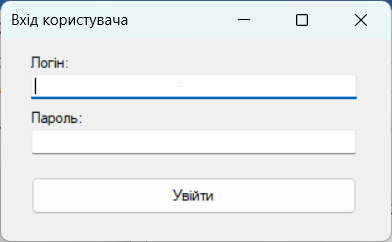 Вхід користувача
Логін:
Пароль:
Увійти